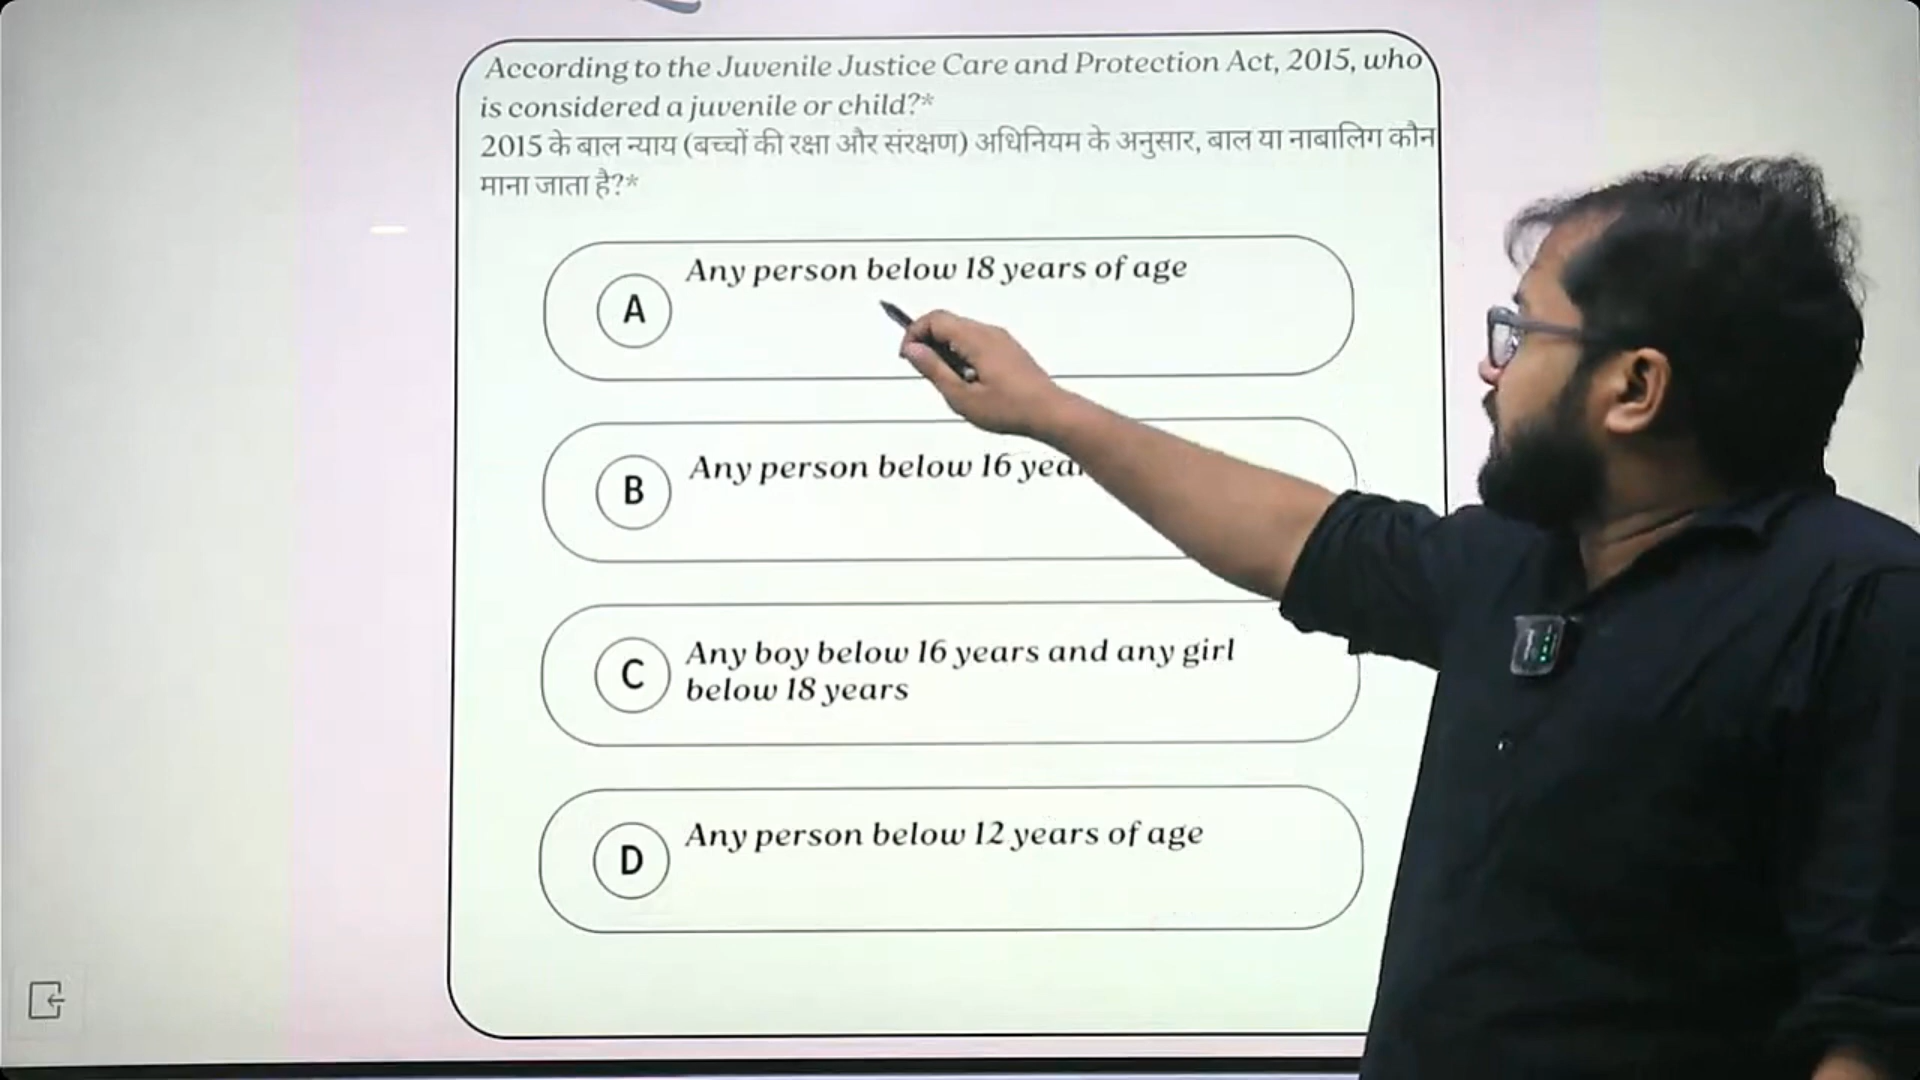 According to the Juvenile Justice Care and Protection Act, 2015, who
is considered a juvenile or child?*
2015 के बाल न्याय (बच्चों की रक्षा और संरक्षण) अधिनियम के अनुसार, बाल या नाबालिग कौन
माना जाता है?*
A
Any person below 18 years of age
B
Any person below 16
C
Any boy below 16 years and any girl
below 18 years
D
Any person below 12 years of age